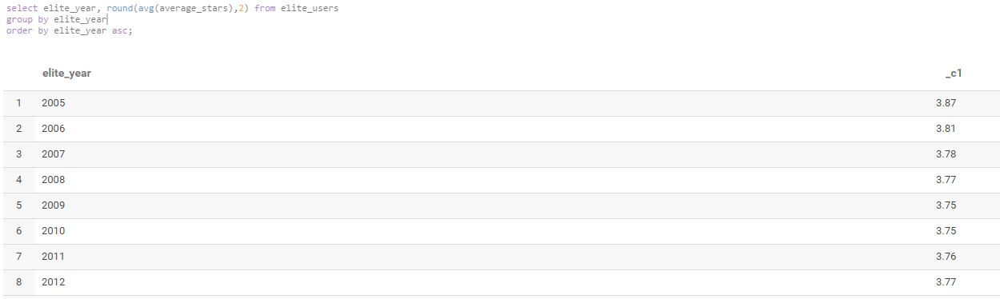 select elite_year, round(avg(average_stars),2) from elite_users
group by elite_year
order by elite_year asc;
elite_year _c1
1 2005 3.87
2 2006 3.81
3 2007 3.78
4 2008 3.77
5 2009 3.75
6 2010 3.75
7 2011 3.76
8 2012 3.77